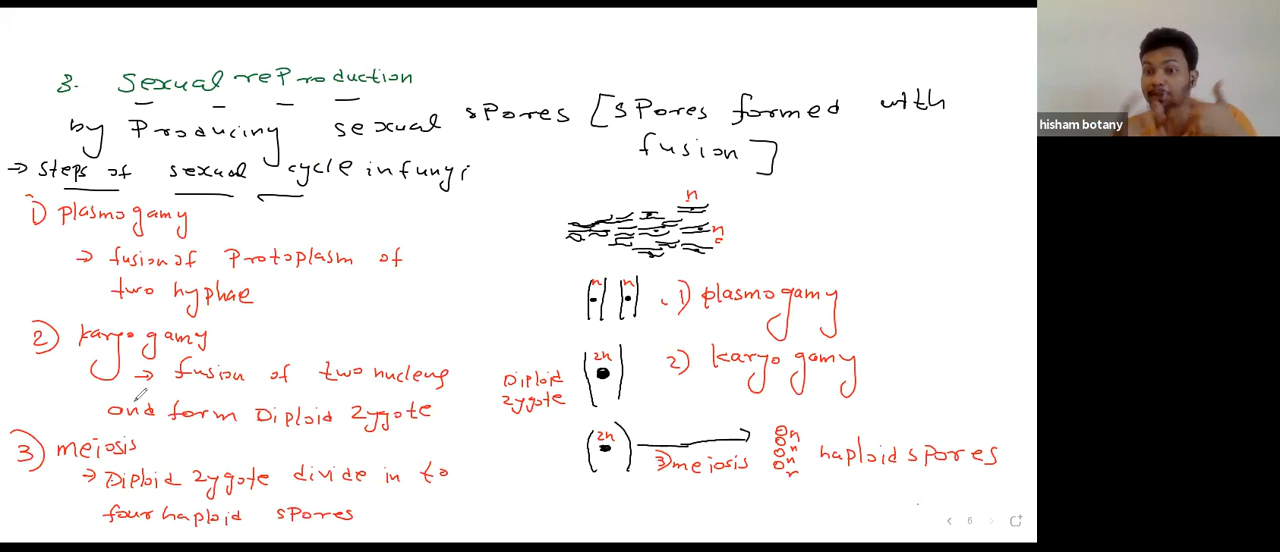 3. Sexual reProduction
by Producing sexual spores [sPores formed with fusion]
→ steps of sexual cycle in fungi
1) plasmogamy
→ fusion of Protoplasm of
two hyphae
2) karyogamy
→ fusion of two nucleus
and form Diploid zygote
3) meiosis
→ Diploid zygote divide in to
four haploid spores
n
n
n n 1) plasmogamy
2n 2) karyogamy
Diploid
zygote
2n 3) meiosis n n n n haploid spores
hisham botany
6